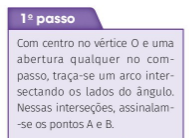 1º passo
Com centro no vértice O e uma
abertura qualquer no com-
passo, traça-se um arco inter-
sectando os lados do ângulo.
Nessas interseções, assinalam-
-se os pontos A e B.